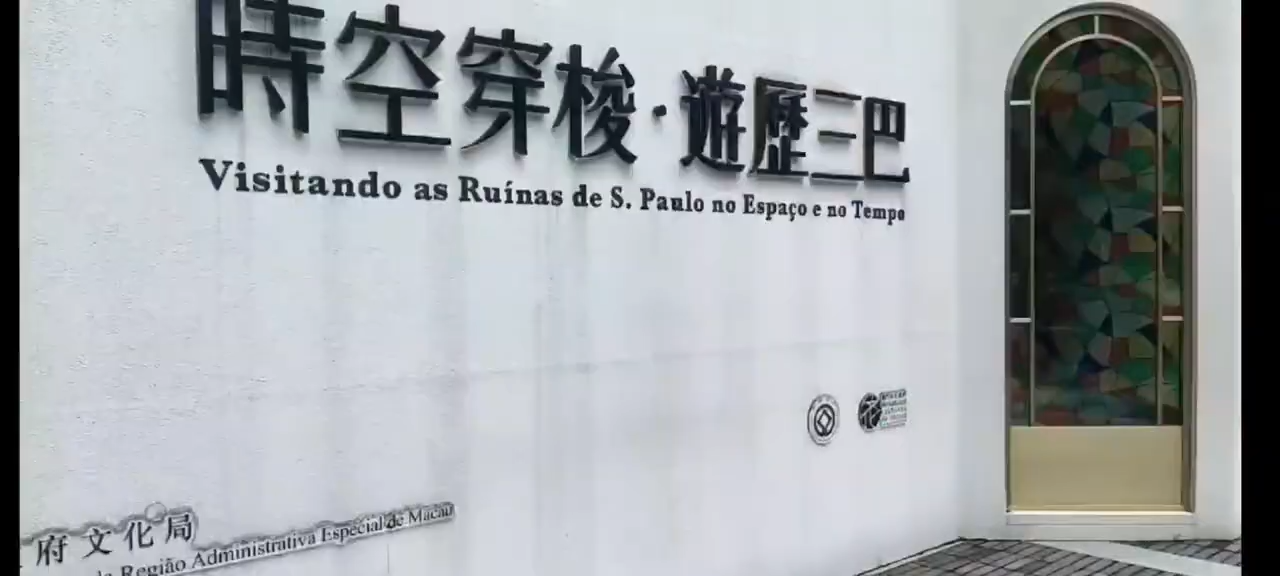 時空穿梭·遊歷三巴
Visitando as Ruínas de S. Paulo no Espaço e no Tempo
府文化局
da Região Administrativa Especial de Macau